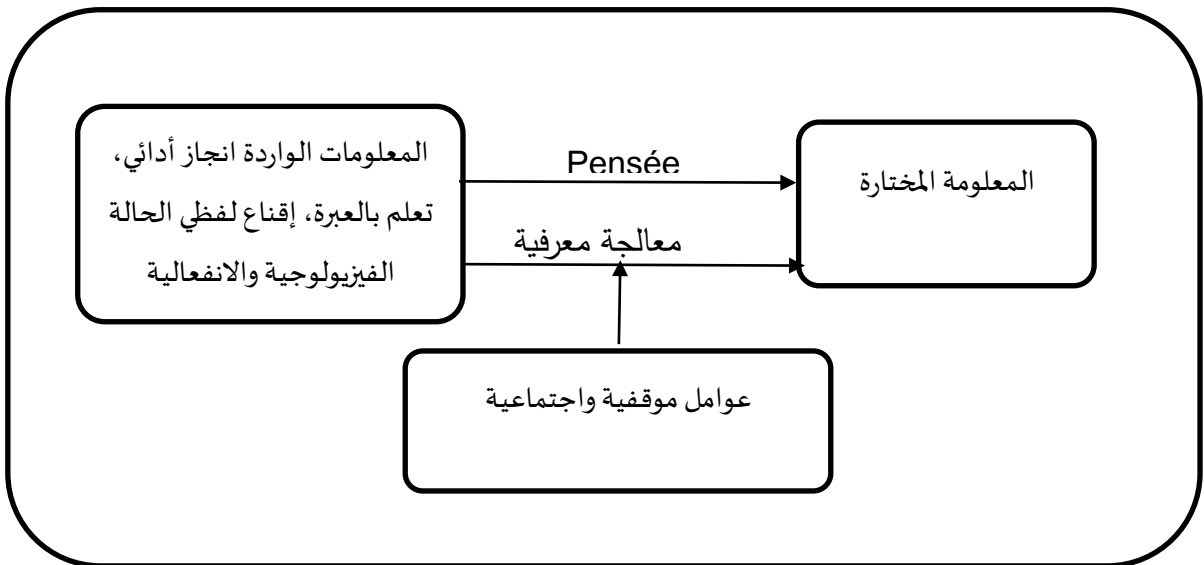 المعلومات الواردة انجاز أدائي،
تعلم بالعبرة، إقناع لفظي الحالة
الفيزيولوجية والانفعالية
Pensée
معالجة معرفية
المعلومة المختارة
عوامل موقفية واجتماعية